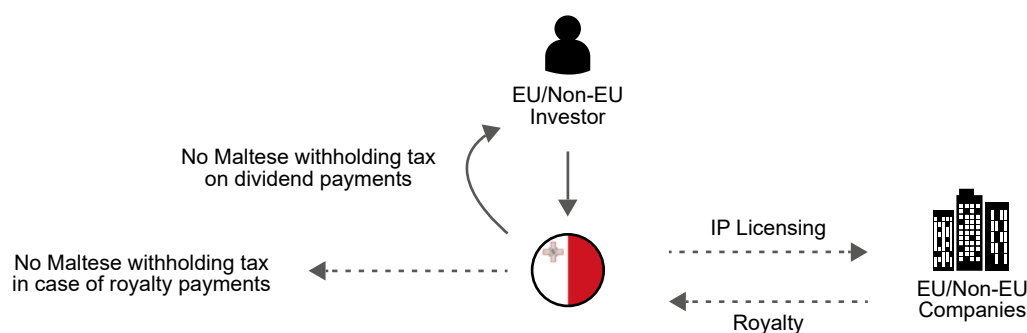 EU/Non-EU
Investor
No Maltese withholding tax
on dividend payments
IP Licensing
No Maltese withholding tax
in case of royalty payments
EU/Non-EU
Companies
Royalty